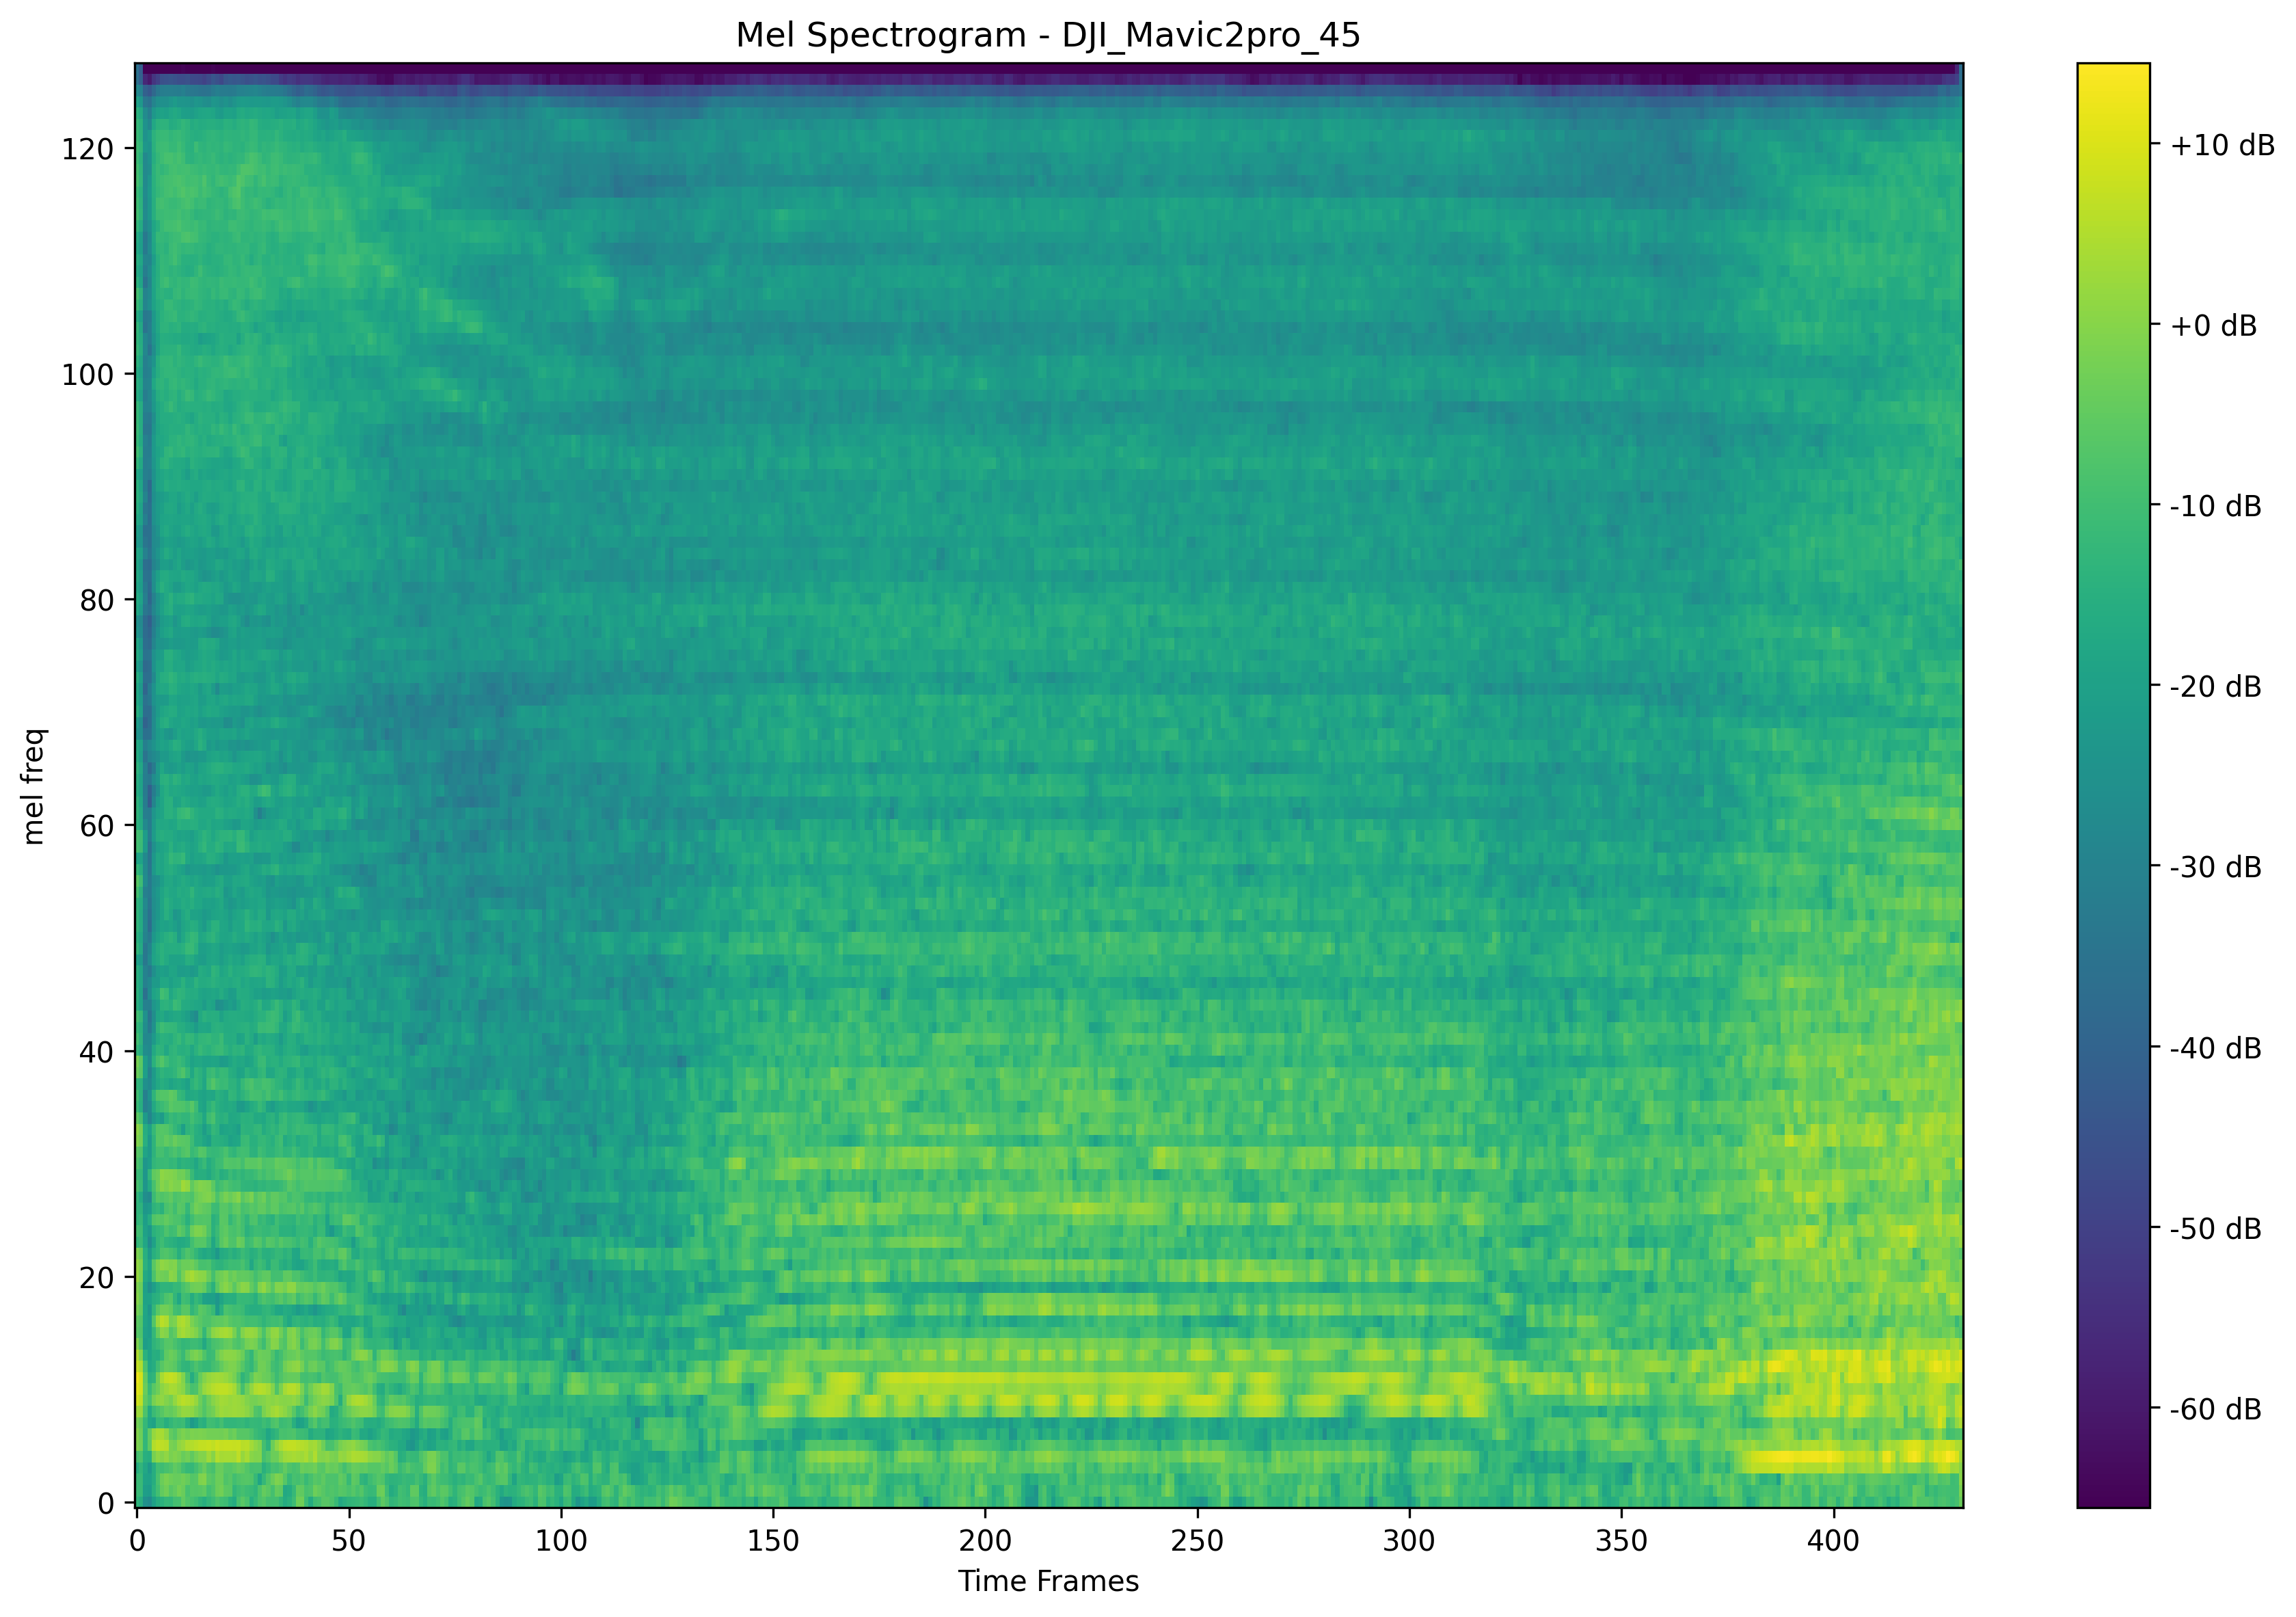 Mel Spectrogram - DJI_Mavic2pro_45
mel freq
120
100
80
60
40
20
0
0 50 100 150 200 250 300 350 400
Time Frames
+10 dB
+0 dB
-10 dB
-20 dB
-30 dB
-40 dB
-50 dB
-60 dB